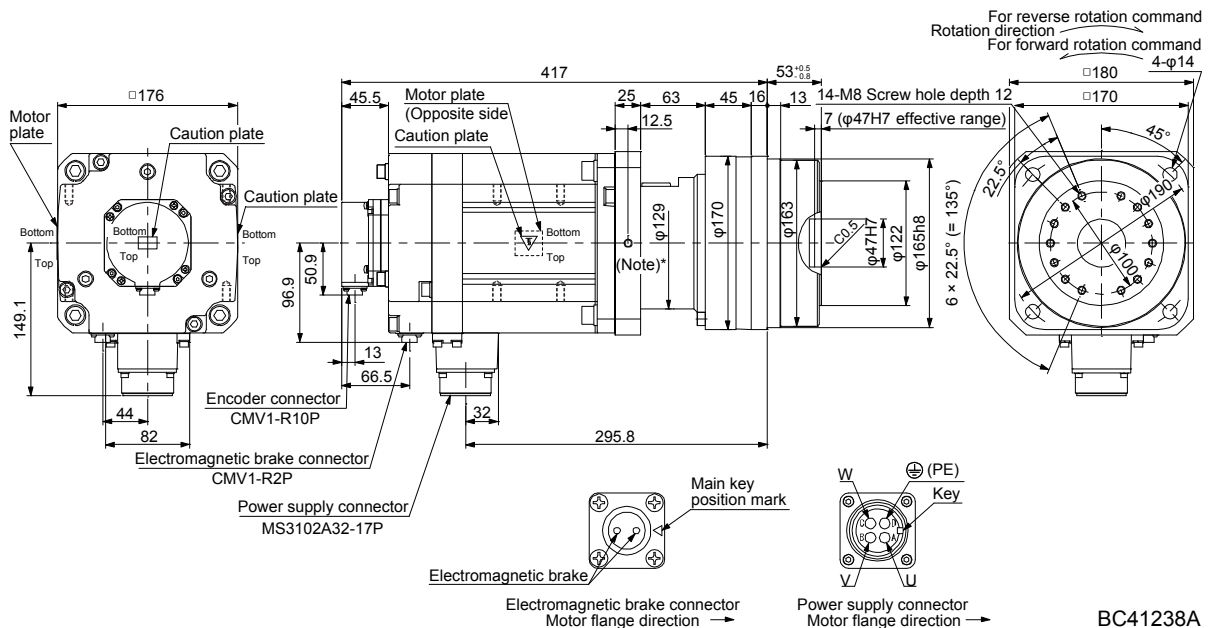 For reverse rotation command
Rotation direction
For forward rotation command
4-φ14
417
53 +0.5 -0.8
□180
□176
45.5
Motor plate
(Opposite side
25
63
45
16
13
14-M8 Screw hole depth 12
□170
Motor
plate
Caution plate
Caution plate
12.5
7 (φ47H7 effective range)
45°
22.5°
Caution plate
φ190
Bottom
Bottom
Bottom
Bottom
Top
Top
Top
Top
50.9
96.9
149.1
(Note)*
φ129
φ170
φ163
C0.5
φ47H7
φ122
φ165h8
6 × 22.5° (= 135°)
φ100
13
66.5
44
82
32
Encoder connector
CMV1-R10P
295.8
Electromagnetic brake connector
CMV1-R2P
Power supply connector
MS3102A32-17P
Main key
position mark
W
(PE)
Key
C
D
B
A
Electromagnetic brake
V
U
Electromagnetic brake connector
Motor flange direction
Power supply connector
Motor flange direction
BC41238A